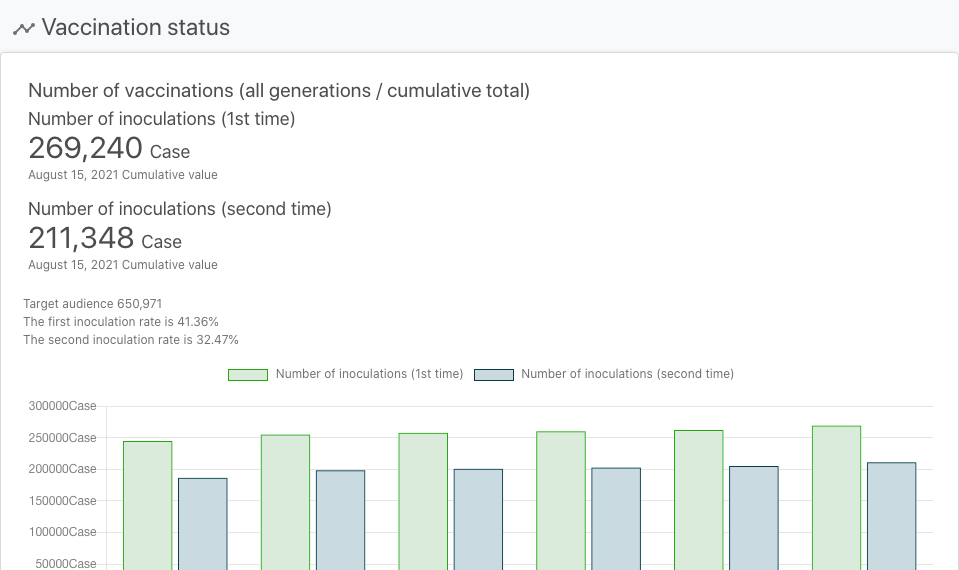 Vaccination status
Number of vaccinations (all generations / cumulative total)
Number of inoculations (1st time)
269,240 Case
August 15, 2021 Cumulative value
Number of inoculations (second time)
211,348 Case
August 15, 2021 Cumulative value
Target audience 650,971
The first inoculation rate is 41.36%
The second inoculation rate is 32.47%
Number of inoculations (1st time) Number of inoculations (second time)
300000Case
250000Case
200000Case
150000Case
100000Case
50000Case